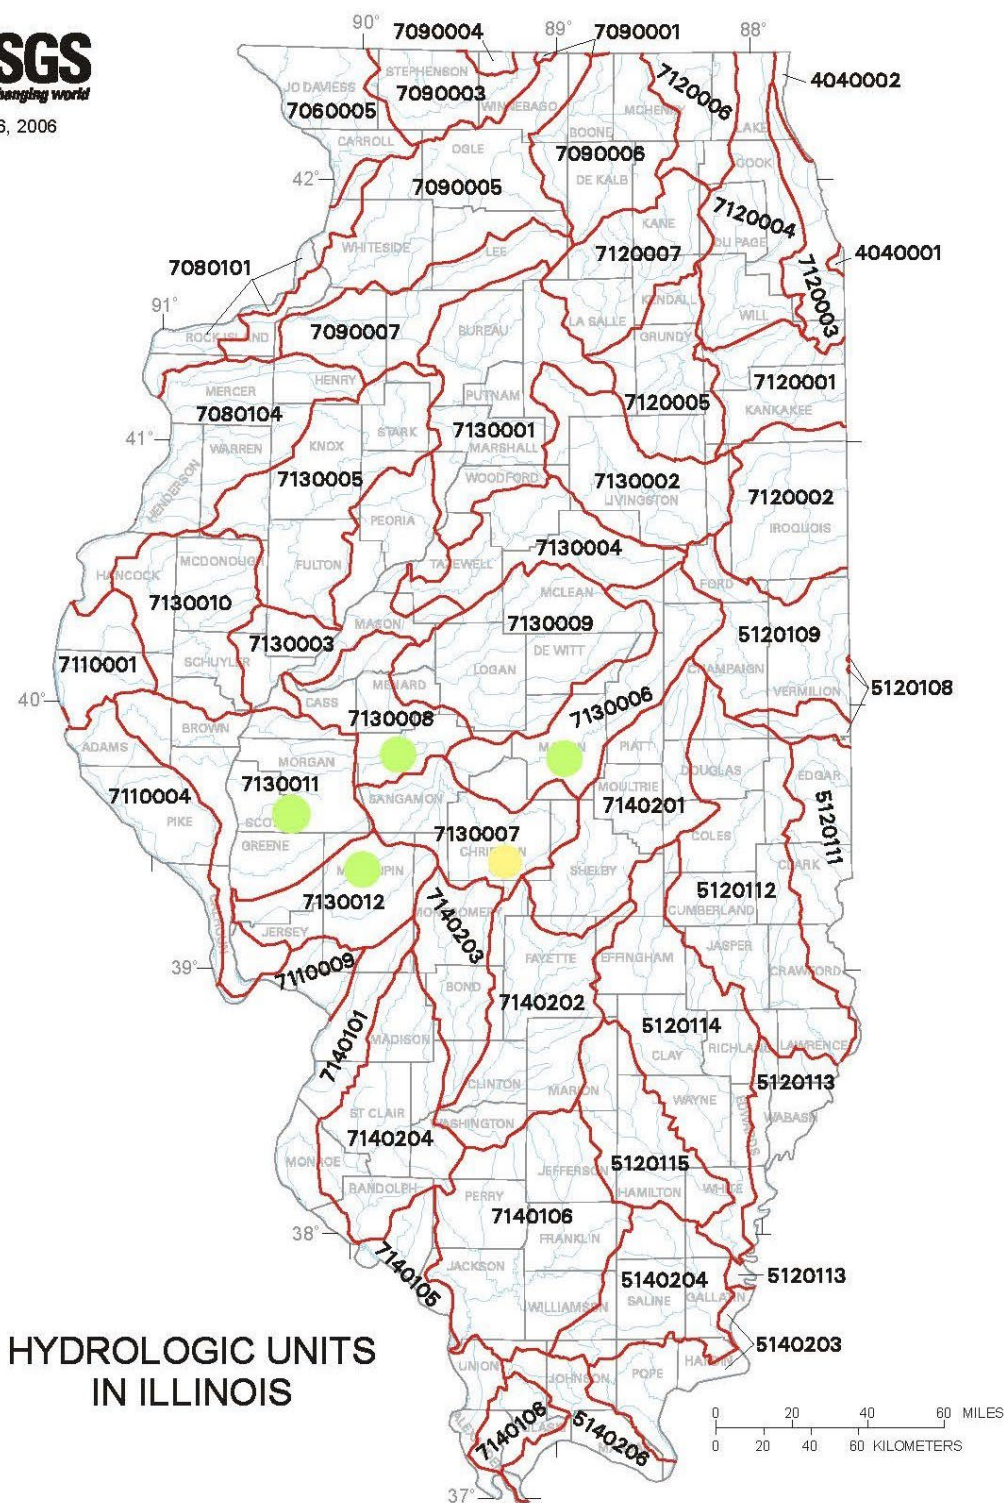 SGS
hanging world
6, 2006
90°
7090004
89°
7090001
88°
4040002
STEPHENSON
JO DAVIESS
7090003
7060005
WINNEBAGO
MCHENRY
7120006
LAKE
BOONE
CARROLL
OGLE
7090006
COOK
42°
7090005
DE KALB
7120004
KANE
DU PAGE
WHITESIDE
LEE
7120007
4040001
7080101
7120003
91°
KENDALL
LA SALLE
WILL
ROCK ISLAND
7090007
BUREAU
GRUNDY
HENRY
7120001
MERCER
PUTNAM
7120005
KANKAKEE
7080104
STARK
7130001
41°
WARREN
KNOX
MARSHALL
7130005
WOODFORD
7130002
LIVINGSTON
7120002
HENDERSON
PEORIA
IROQUOIS
7130004
MCDONOUGH
FULTON
TAZEWELL
HANCOCK
FORD
MCLEAN
7130010
MASON
7130009
5120109
7130003
DE WITT
7110001
SCHUYLER
LOGAN
CHAMPAIGN
MENARD
VERMILION
5120108
40°
CASS
7130006
7130008
BROWN
ADAMS
MORGAN
PIATT
DOUGLAS
EDGAR
7130011
MOULTRIE
7110004
SANGAMON
7140201
PIKE
SCO
7130007
5120111
COLES
GREENE
CHRI
N
SHELBY
CLARK
M
PIN
5120112
7130012
CUMBERLAND
MONTGOMERY
CALHOUN
7140203
JERSEY
JASPER
39°
7110009
FAYETTE
EFFINGHAM
CRAWFORD
BOND
7140202
7140101
MADISON
5120114
RICHLAND
LAWRENCE
CLAY
CLINTON
MARION
5120113
WAYNE
EDWARDS
WABASH
ST CLAIR
WASHINGTON
7140204
MONROE
JEFFERSON
5120115
RANDOLPH
PERRY
HAMILTON
WHITE
7140106
38°
FRANKLIN
7140105
JACKSON
5140204
5120113
SALINE
GALLATIN
WILLIAMSON
5140203
HYDROLOGIC UNITS
IN ILLINOIS
UNION
JOHNSON
POPE
HARDIN
7140108
5140206
0 20 40 60 MILES
0 20 40 60 KILOMETERS
37°